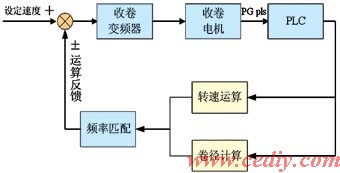 设定速度 +
收卷
变频器
收卷
电机
PG pls
PLC
±
运算
反馈
转速运算
频率匹配
卷径计算
www.cediy.com